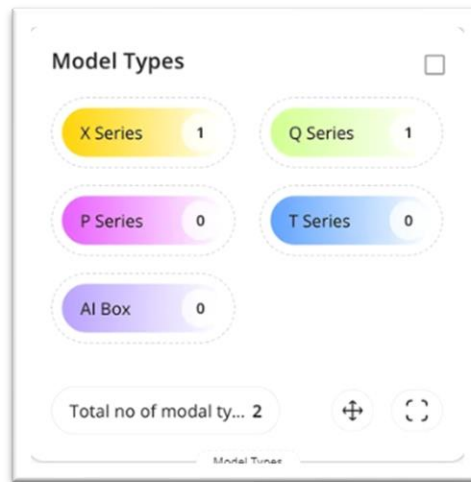 Model Types
X Series 1 Q Series 1
P Series 0 T Series 0
AI Box 0
Total no of modal ty... 2
Model Types